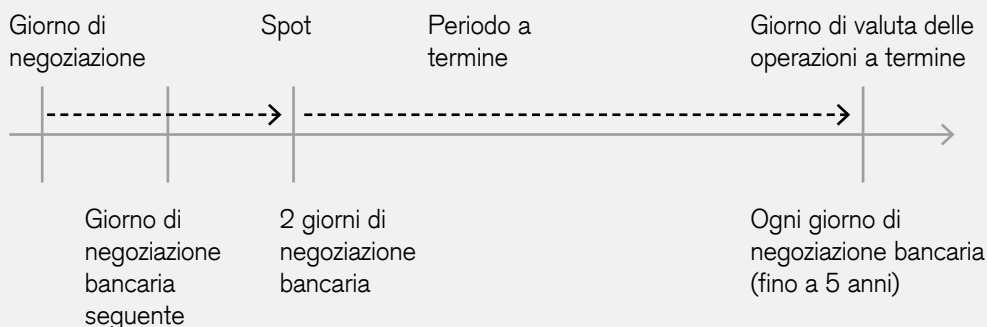 Giorno di
negoziazione
Spot
Periodo a
termine
Giorno di valuta delle
operazioni a termine
Giorno di
negoziazione
bancaria
seguente
2 giorni di
negoziazione
bancaria
Ogni giorno di
negoziazione bancaria
(fino a 5 anni)